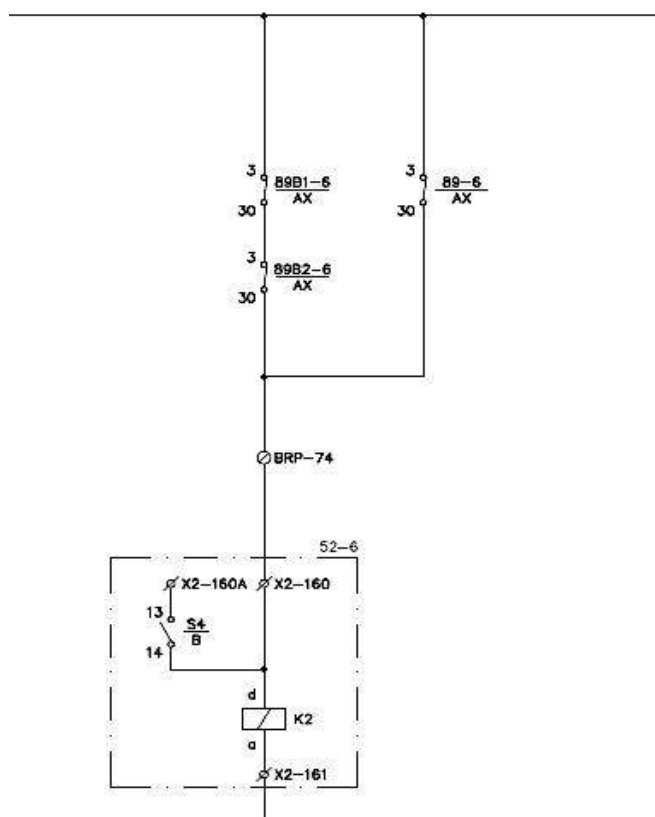 3
89B1-6
AX
30
3
89-6
AX
30
3
89B2-6
AX
30
BRP-74
52-6
X2-160A
X2-160
13
S4
B
14
d
K2
a
X2-161